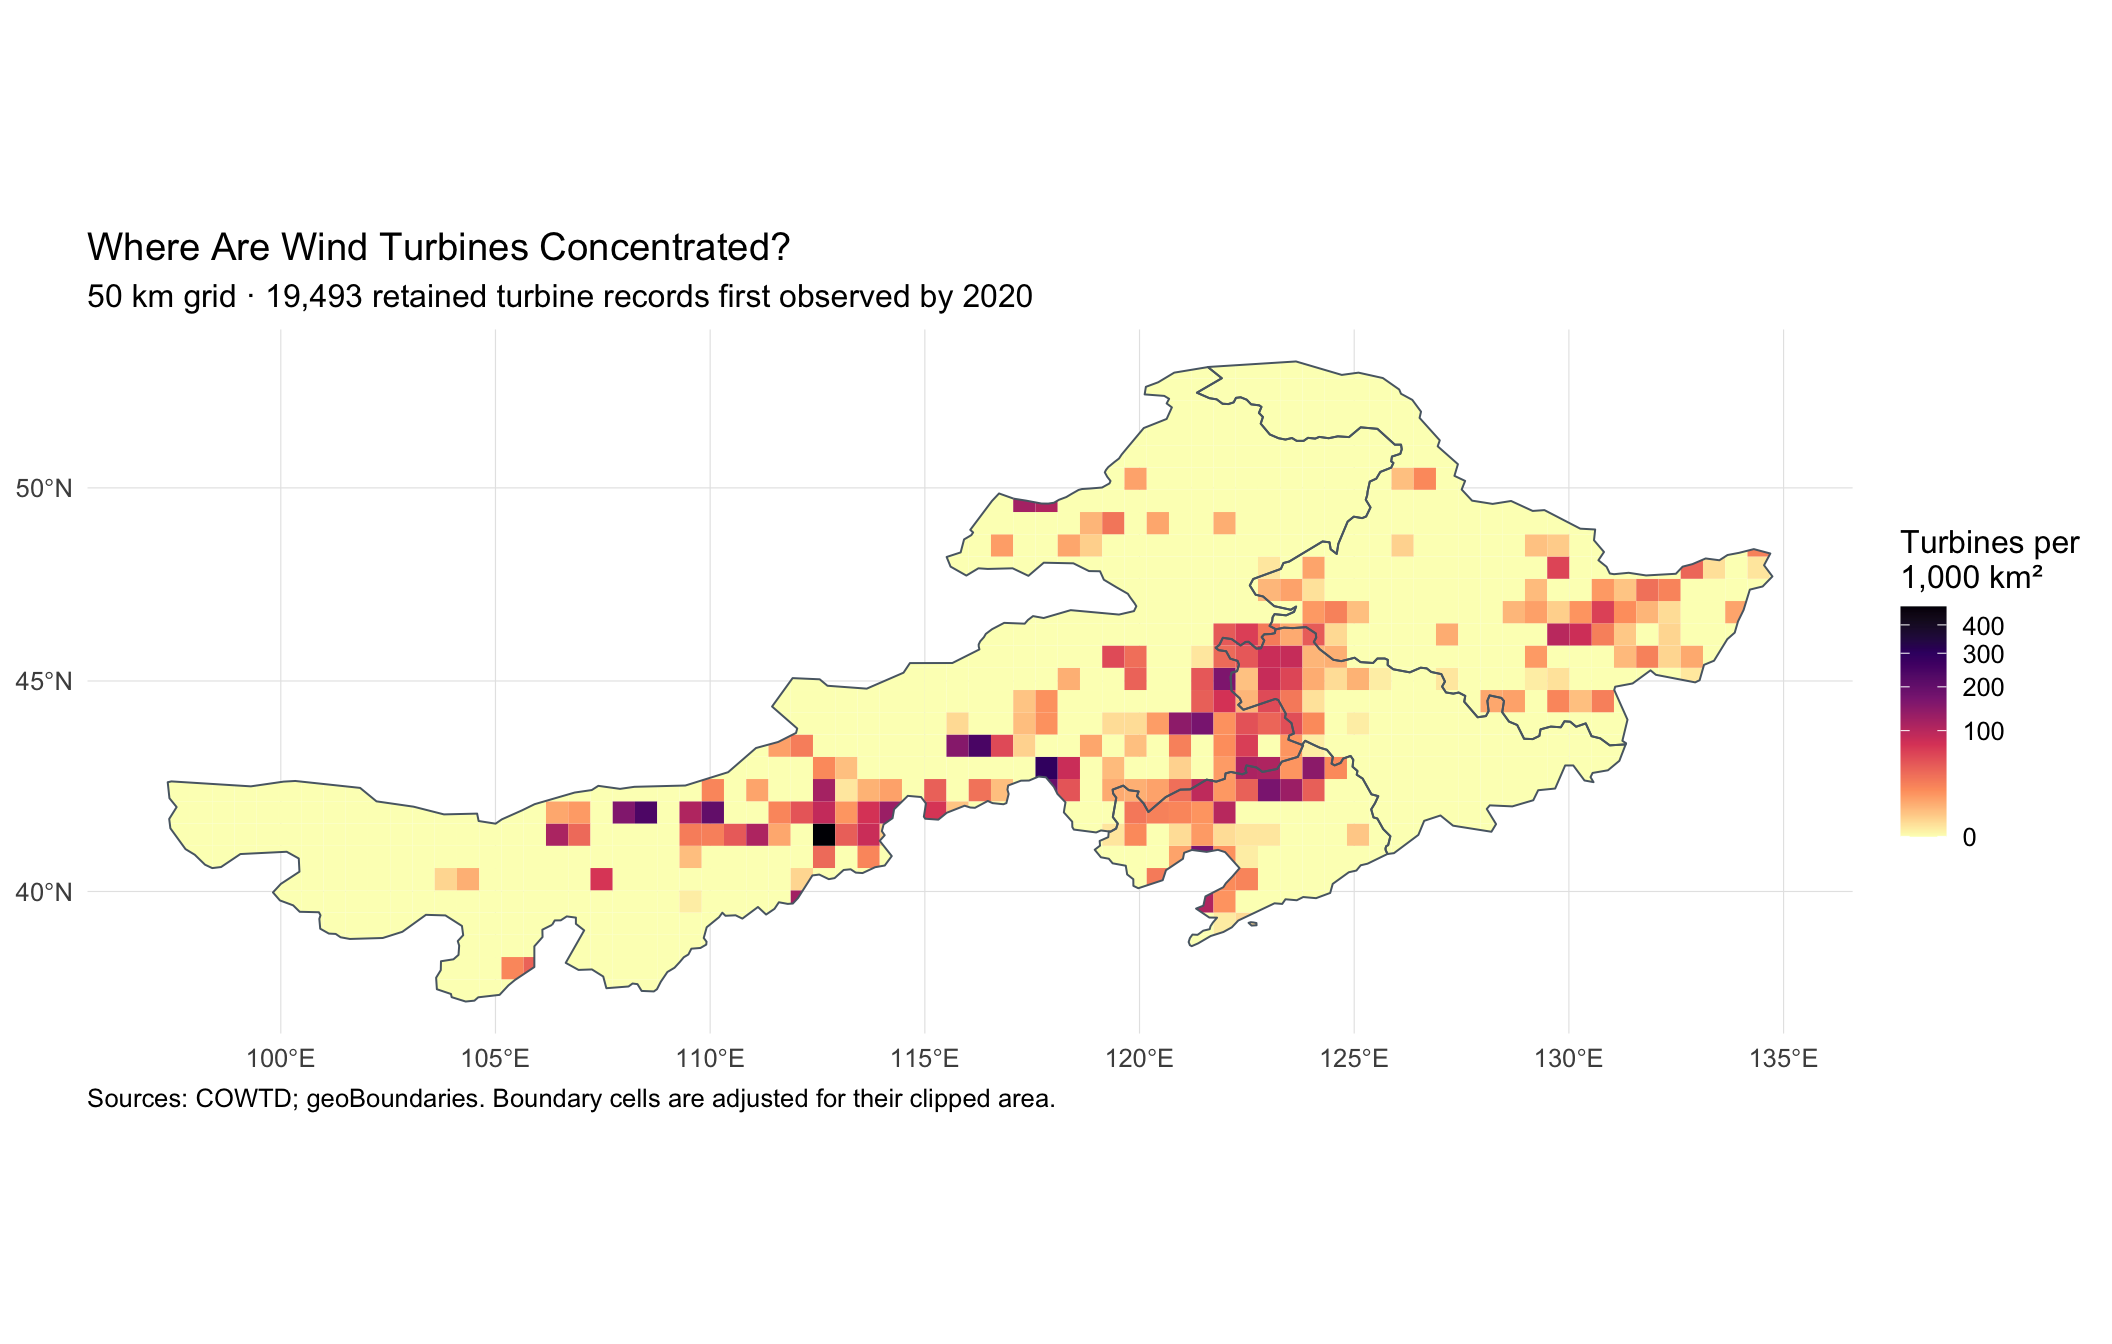 Where Are Wind Turbines Concentrated?
50 km grid · 19,493 retained turbine records first observed by 2020
50°N
45°N
40°N
100°E
105°E
110°E
115°E
120°E
125°E
130°E
135°E
Turbines per
1,000 km²
400
300
200
100
0
Sources: COWTD; geoBoundaries. Boundary cells are adjusted for their clipped area.